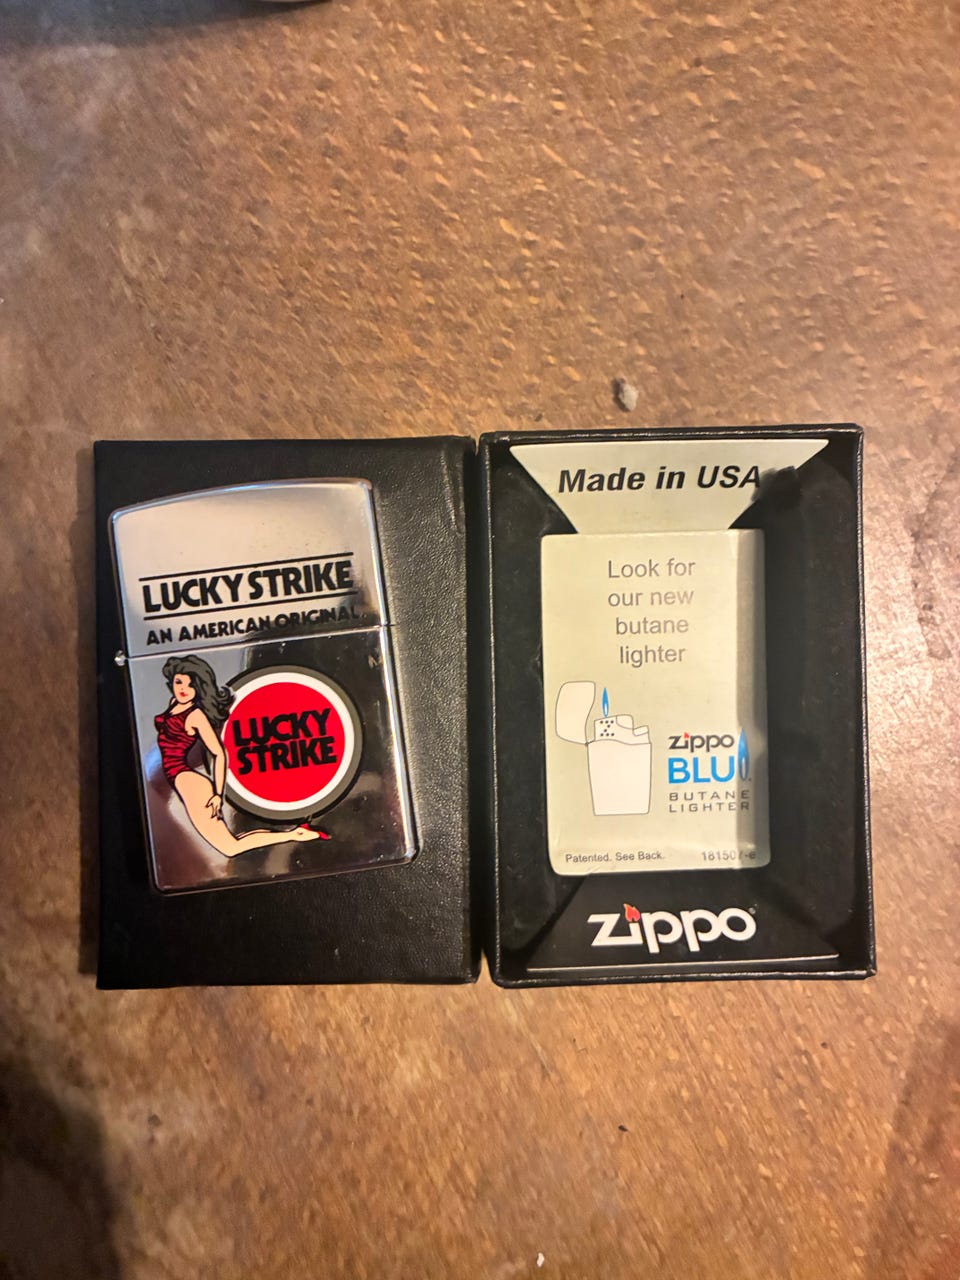 LUCKY STRIKE
AN AMERICAN ORIGINAL.
LUCKY
STRIKE
Made in USA
Look for
our new
butane
lighter
zippo
BLU
BUTANE
LIGHTER
Patented. See Back.
zippo